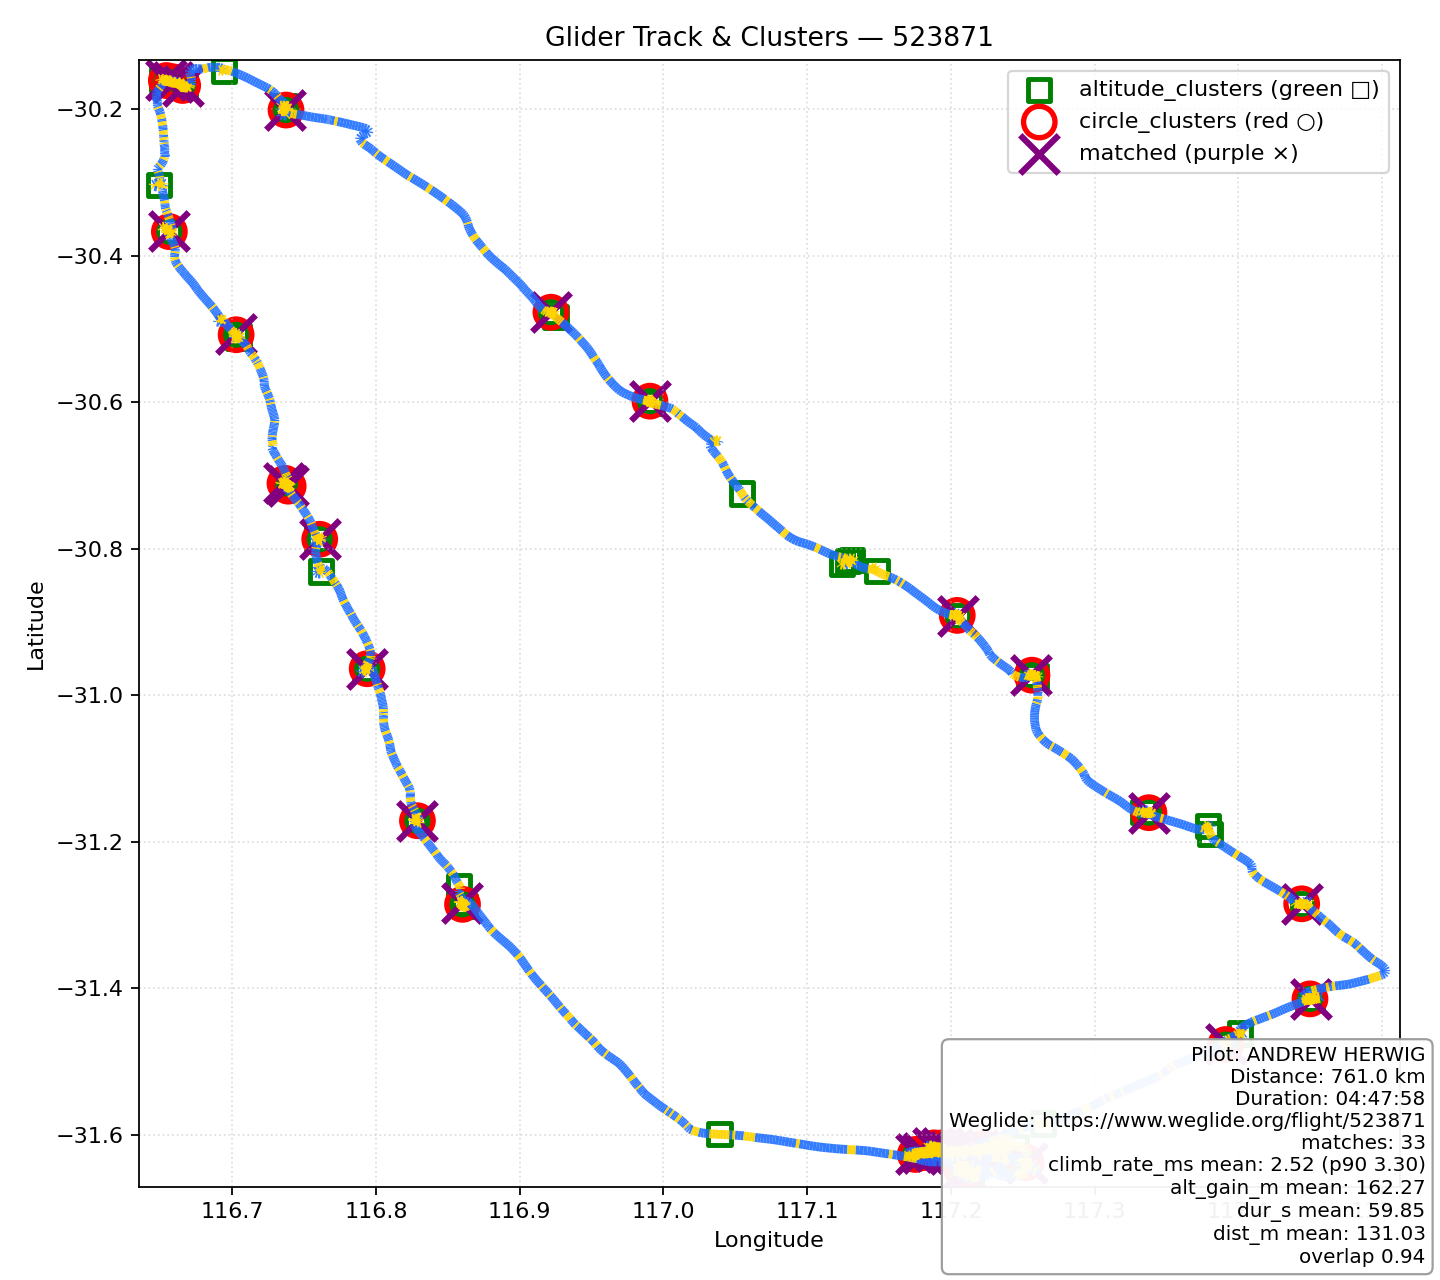 Glider Track & Clusters — 523871
altitude_clusters (green □)
circle_clusters (red ○)
matched (purple ×)
Latitude
−30.2
−30.4
−30.6
−30.8
−31.0
−31.2
−31.4
−31.6
Pilot: ANDREW HERWIG
Distance: 761.0 km
Duration: 04:47:58
Weglide: https://www.weglide.org/flight/523871
matches: 33
climb_rate_ms mean: 2.52 (p90 3.30)
alt_gain_m mean: 162.27
dur_s mean: 59.85
dist_m mean: 131.03
overlap 0.94
116.7 116.8 116.9 117.0 117.1 117.2 117.3
Longitude